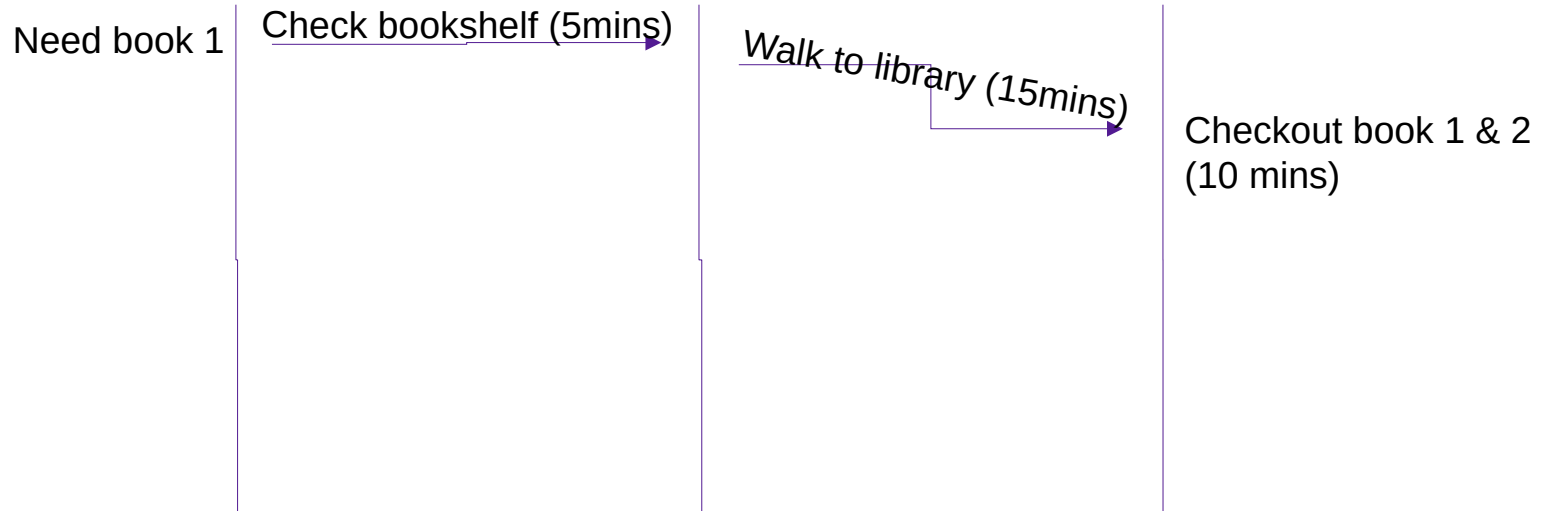 Need book 1
Check bookshelf (5mins)
Walk to library (15mins)
Checkout book 1 & 2
(10 mins)